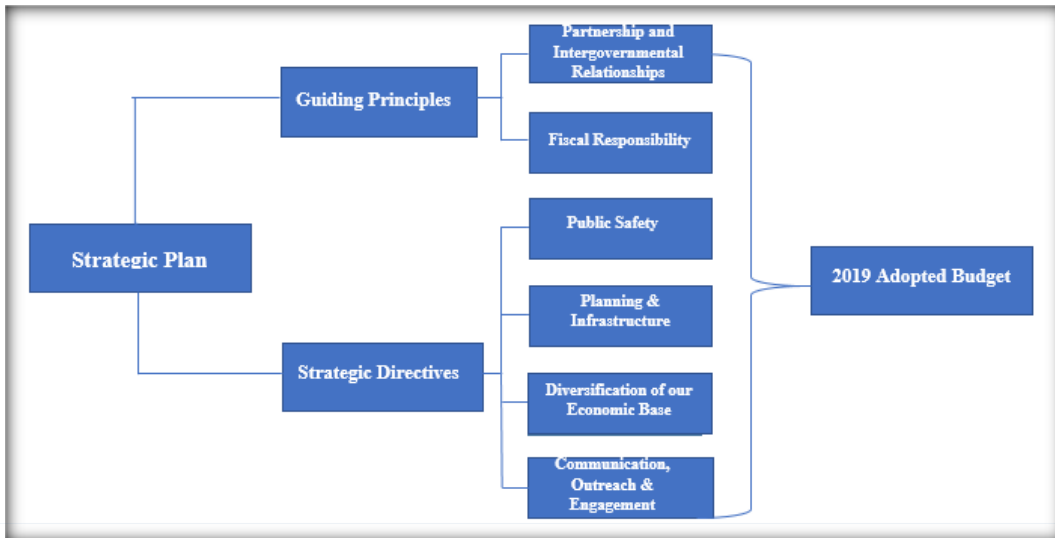 Partnership and
Intergovernmental
Relationships
Guiding Principles
Fiscal Responsibility
Public Safety
Strategic Plan
2019 Adopted Budget
Planning &
Infrastructure
Strategic Directives
Diversification of our
Economic Base
Communication,
Outreach &
Engagement